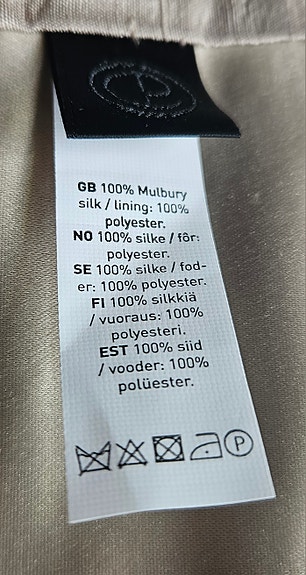 GB 100% Mulbury
silk / lining: 100%
polyester.
NO 100% silke / fôr:
100% polyester.
SE 100% silke / fod-
er: 100% polyester.
FI 100% silkkiä
/ vuoraus: 100%
polyesteri.
EST 100% siid
/ vooder: 100%
polüester.
P